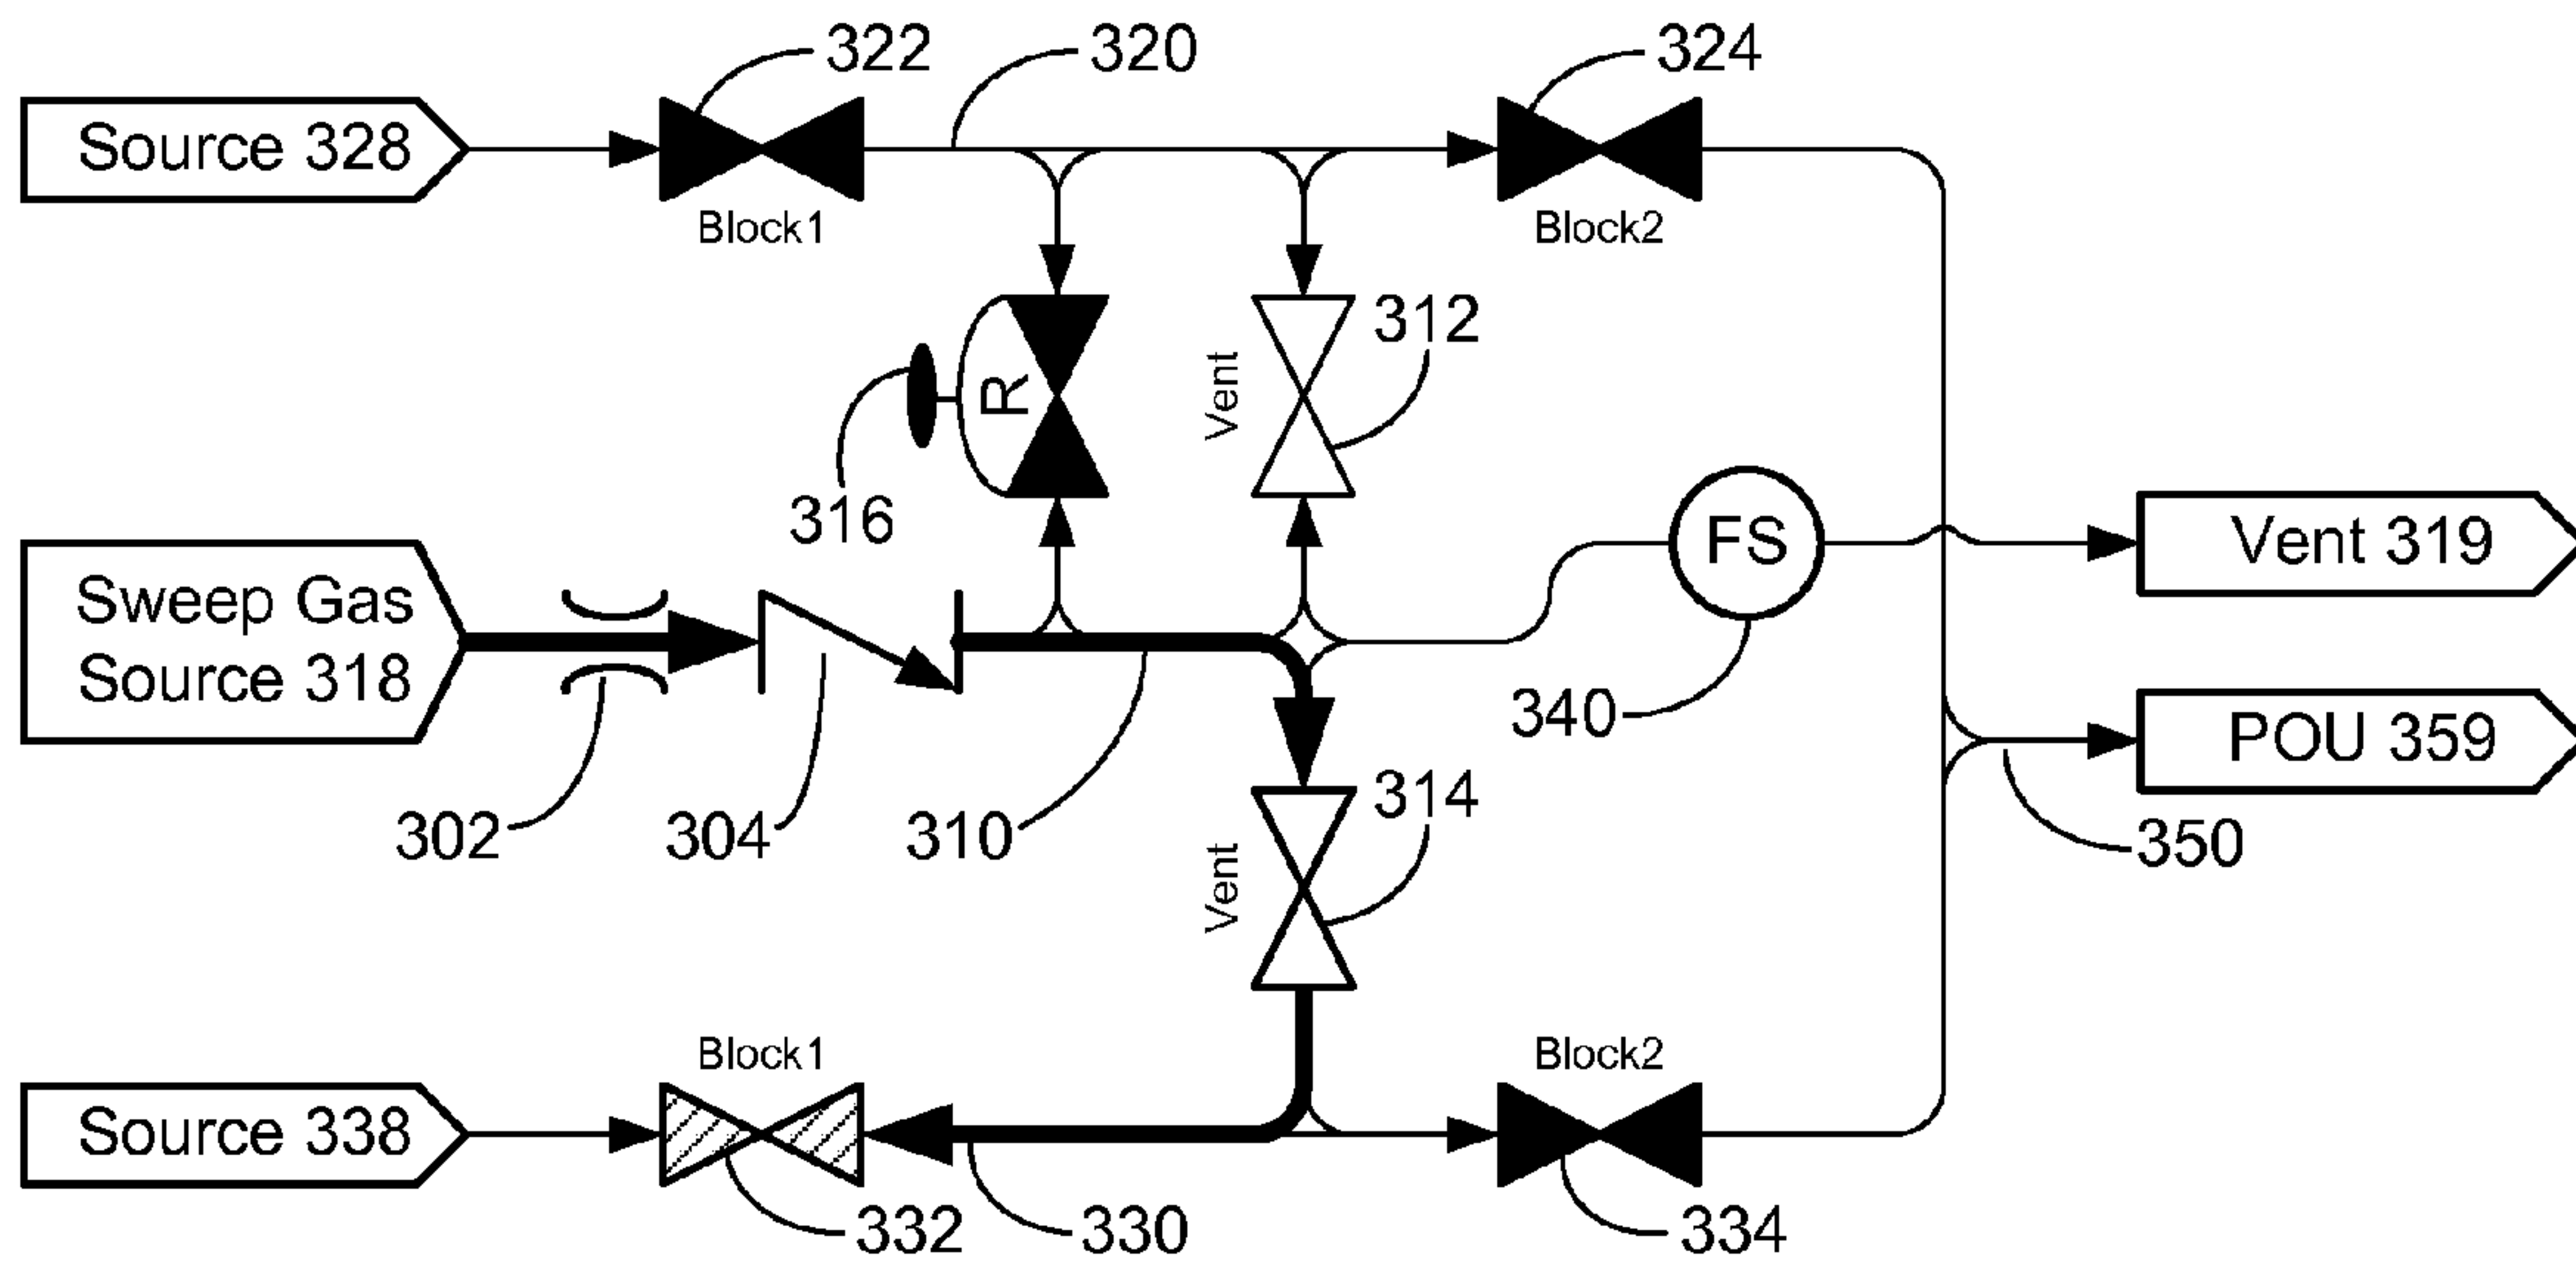 322
320
324
Source 328
Block1
Block2
312
R
Vent
316
FS
Vent 319
Sweep Gas
Source 318
340
POU 359
314
302
304
310
350
Vent
Block1
Block2
Source 338
332
330
334